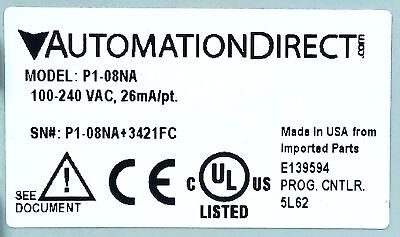 AUTOMATIONDIRECT.com
MODEL: P1-08NA
100-240 VAC, 26mA/pt.
SN#: P1-08NA+3421FC
SEE
DOCUMENT
!
CE
C UL US
LISTED
Made in USA from
Imported Parts
E139594
PROG. CNTLR.
5L62